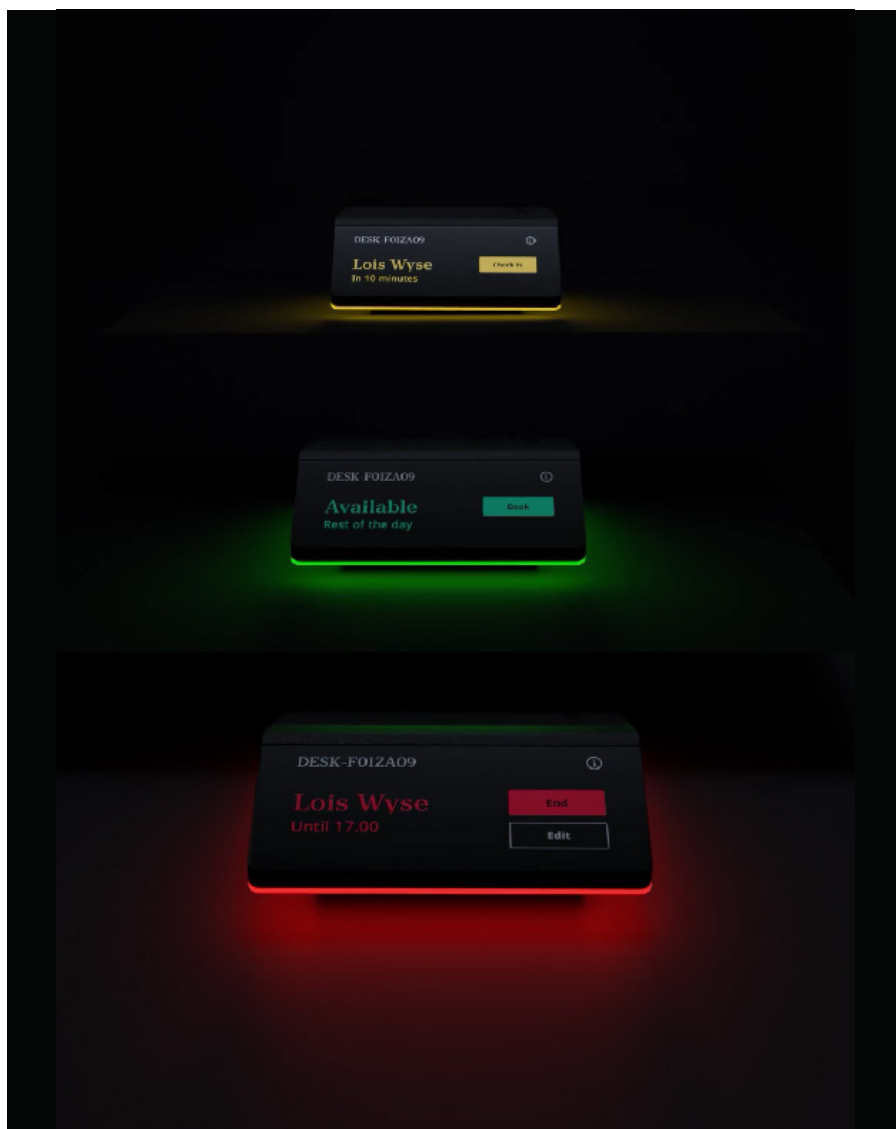 DESK-F01ZA09
Lois Wyse
Check in
In 10 minutes
DESK-F01ZA09
Available
Book
Rest of the day
DESK-F01ZA09
Lois Wyse
End
Until 17.00
Edit